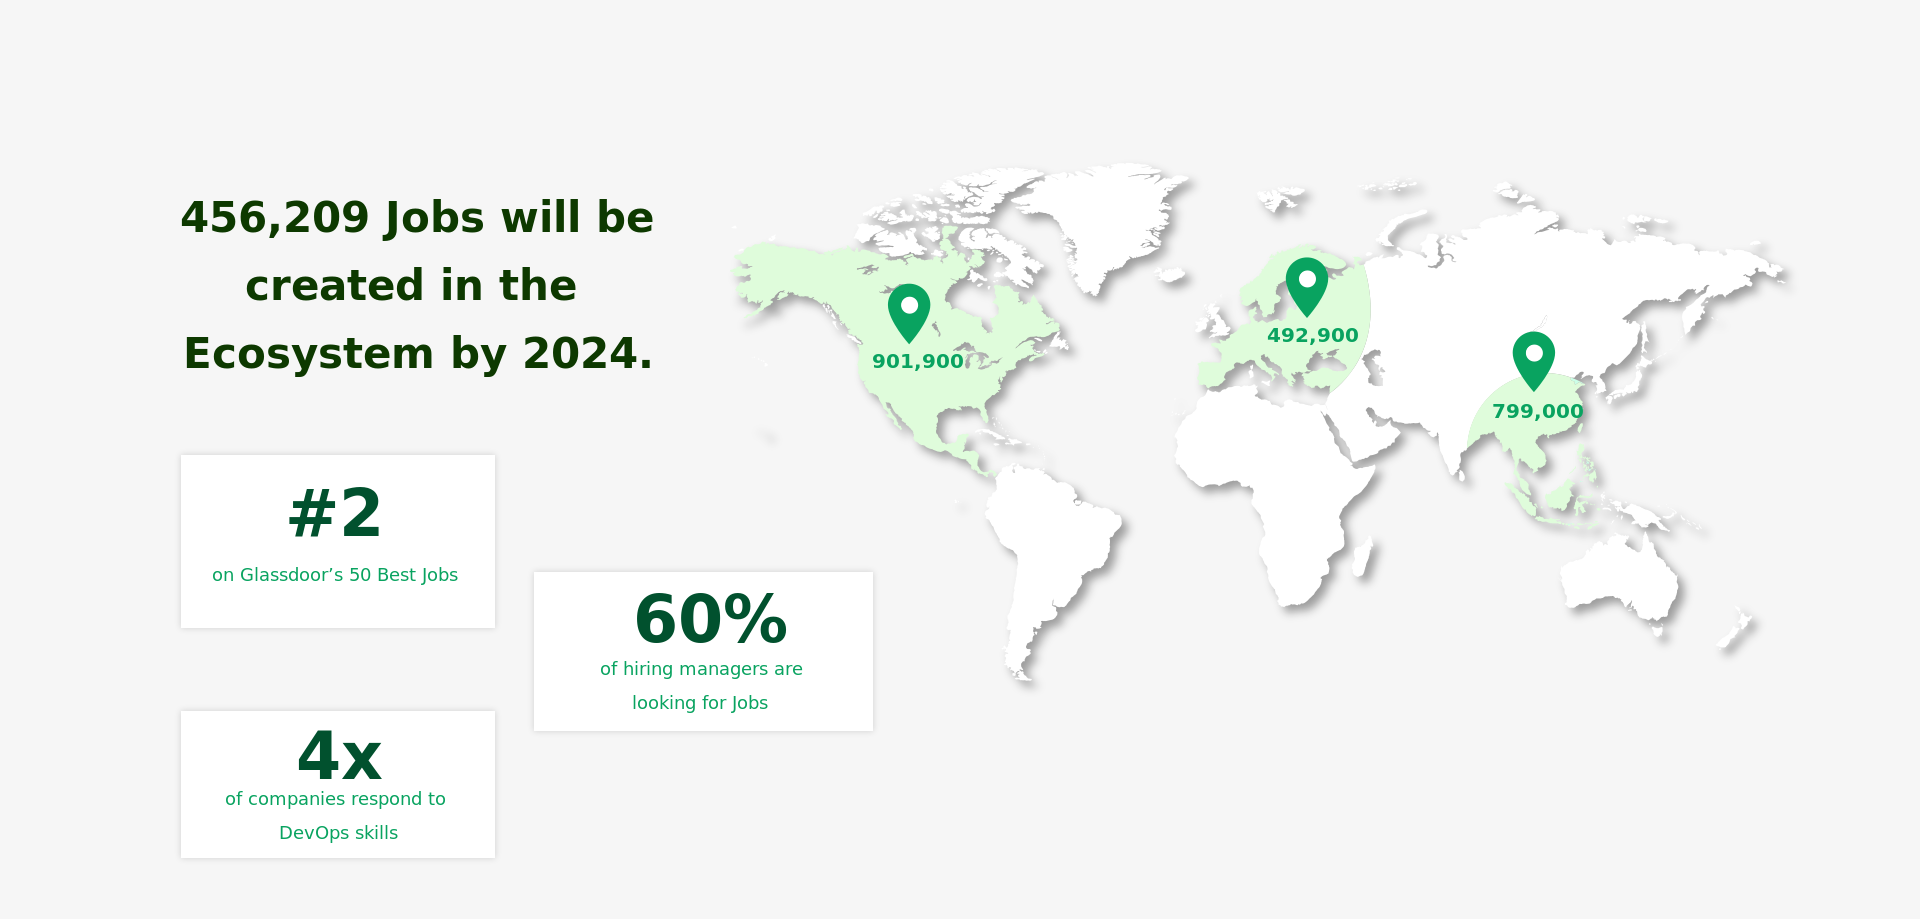 456,209 Jobs will be
created in the
Ecosystem by 2024.
#2
on Glassdoor’s 50 Best Jobs
60%
of hiring managers are
looking for Jobs
4x
of companies respond to
DevOps skills
901,900
492,900
799,000